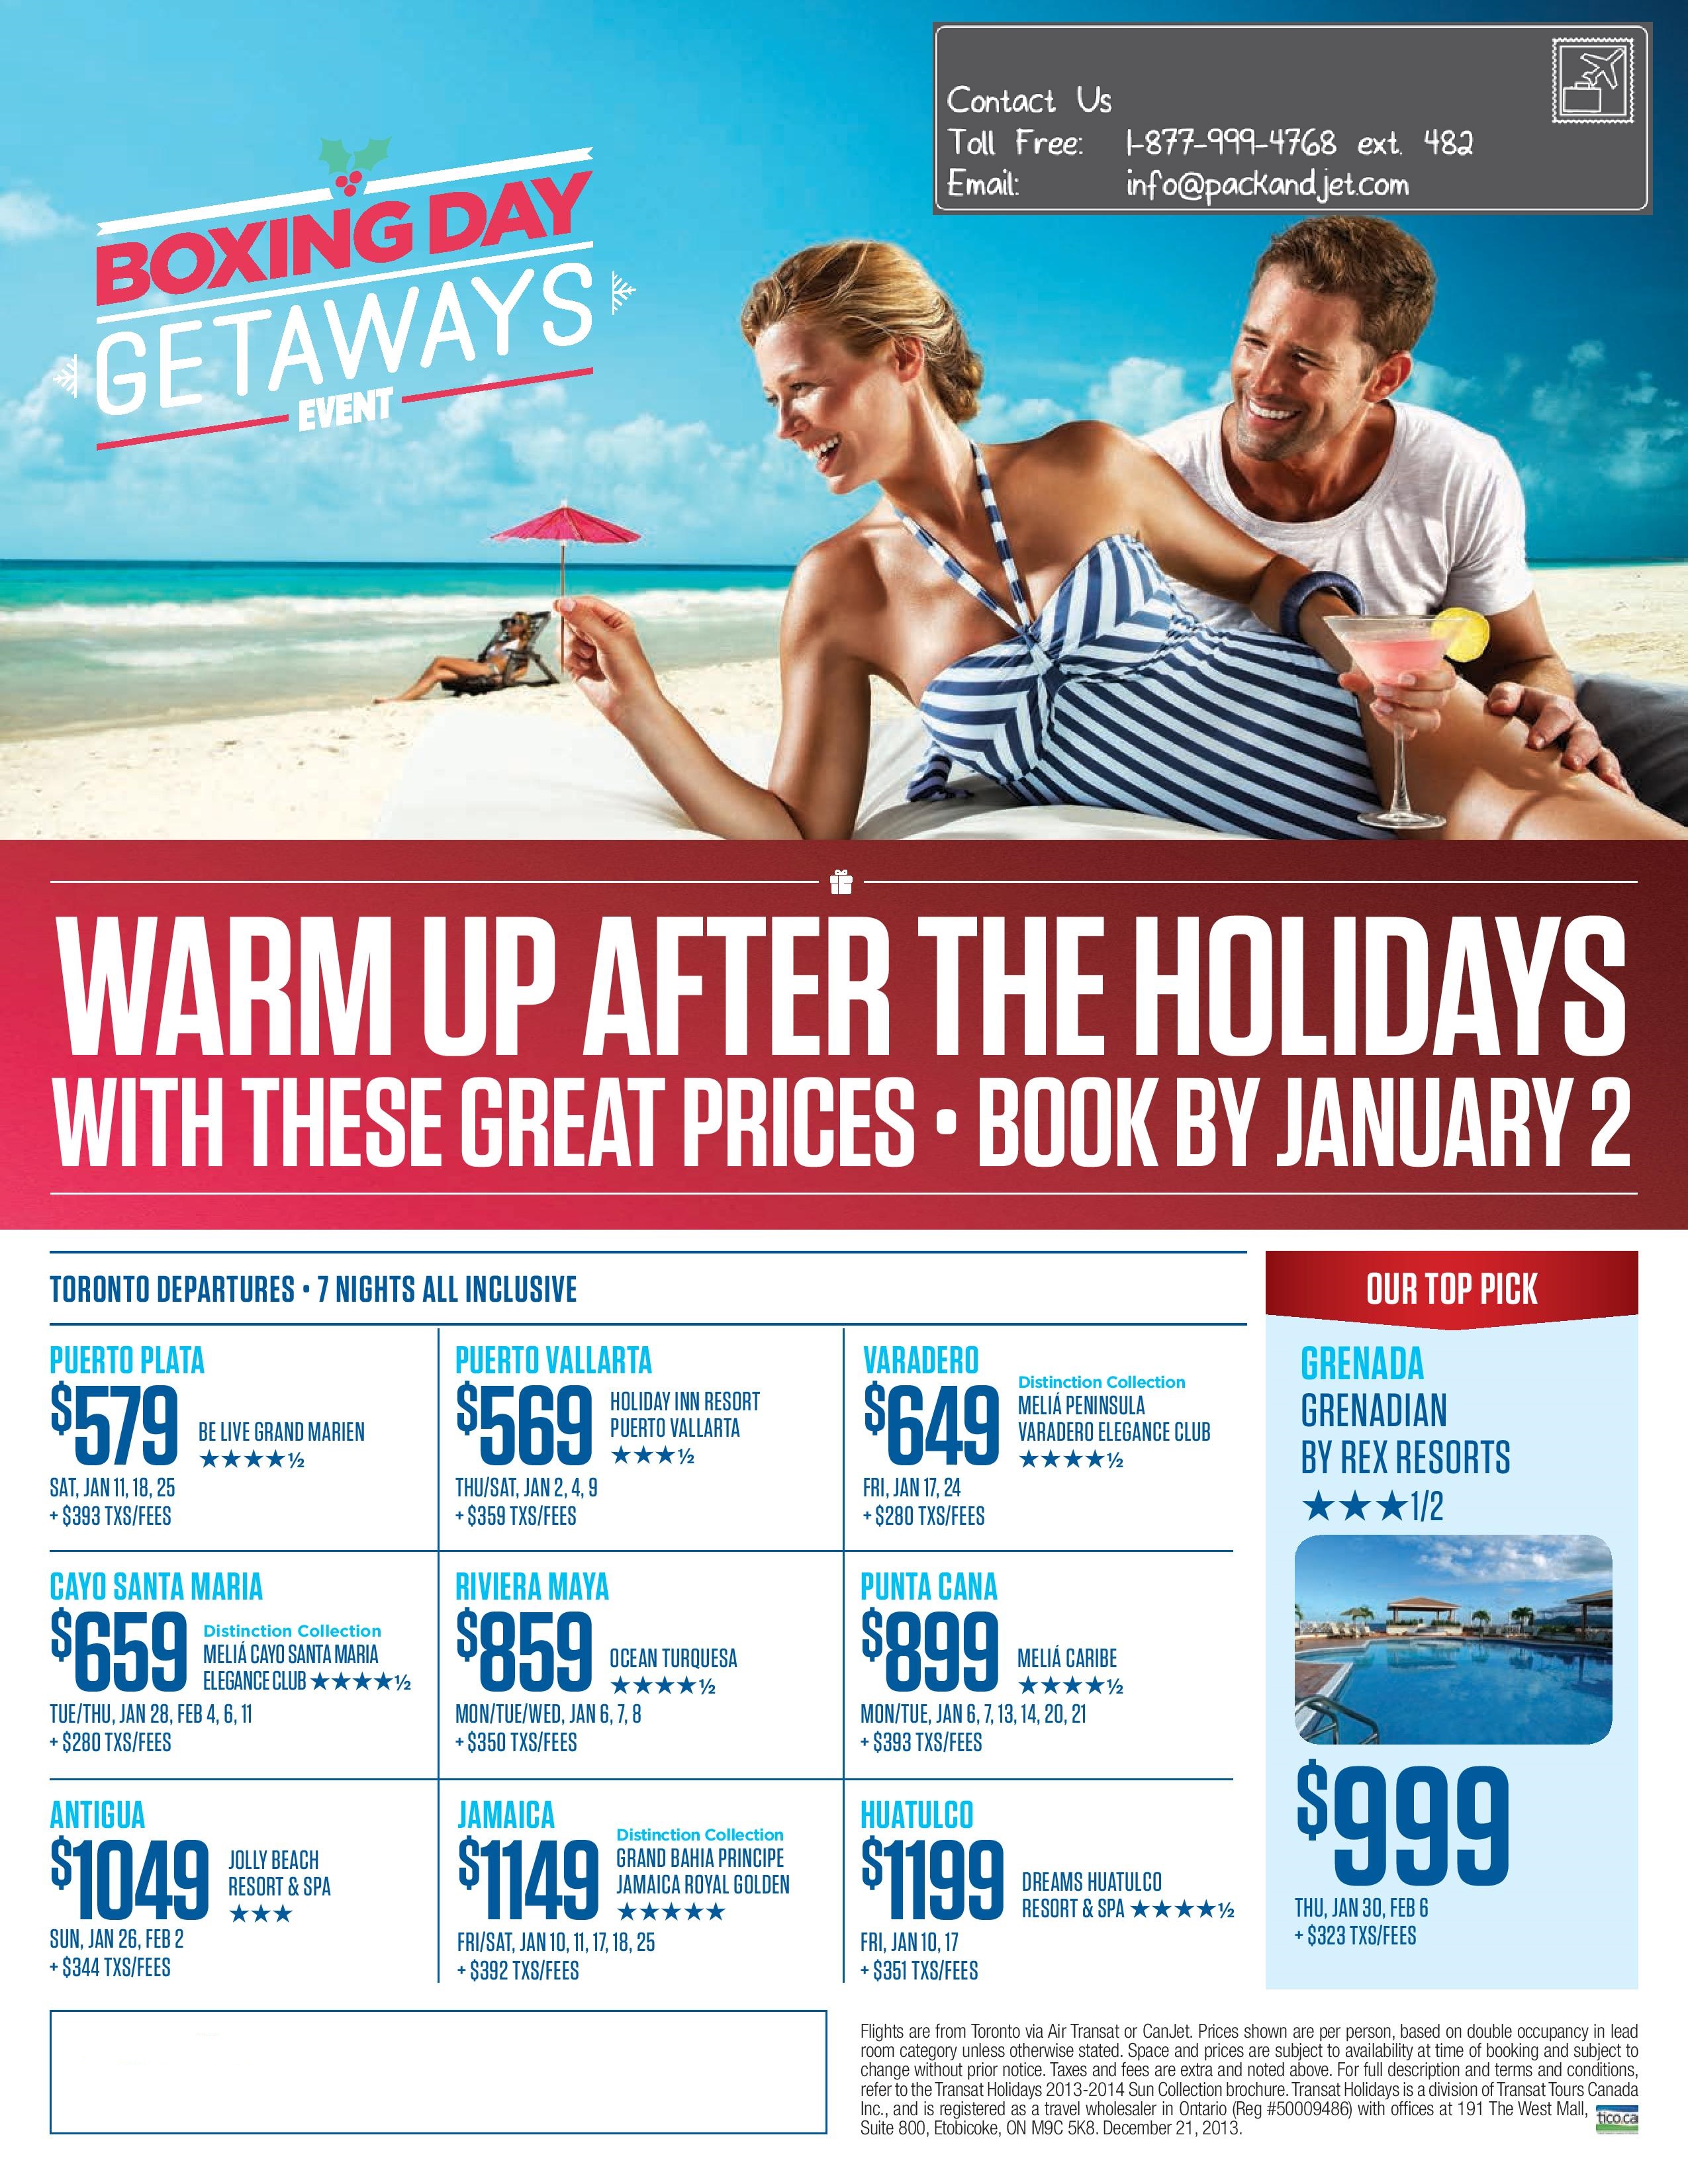 Contact Us
Toll Free: 1-877-999-4768 ext. 482
Email: info@packandjet.com
BOXING DAY
GETAWAYS
EVENT
WARM UP AFTER THE HOLIDAYS
WITH THESE GREAT PRICES • BOOK BY JANUARY 2
TORONTO DEPARTURES • 7 NIGHTS ALL INCLUSIVE
PUERTO PLATA
$579
BE LIVE GRAND MARIEN
★★★★½
SAT, JAN 11, 18, 25
+ $393 TXS/FEES
PUERTO VALLARTA
$569
HOLIDAY INN RESORT
PUERTO VALLARTA
★★★½
THU/SAT, JAN 2, 4, 9
+ $359 TXS/FEES
VARADERO
$649
Distinction Collection
MELIÁ PENINSULA
VARADERO ELEGANCE CLUB
★★★★½
FRI, JAN 17, 24
+ $280 TXS/FEES
CAYO SANTA MARIA
$659
Distinction Collection
MELIÁ CAYO SANTA MARIA
ELEGANCE CLUB ★★★★½
TUE/THU, JAN 28, FEB 4, 6, 11
+ $280 TXS/FEES
RIVIERA MAYA
$859
OCEAN TURQUESA
★★★★½
MON/TUE/WED, JAN 6, 7, 8
+ $350 TXS/FEES
PUNTA CANA
$899
MELIÁ CARIBE
★★★★½
MON/TUE, JAN 6, 7, 13, 14, 20, 21
+ $393 TXS/FEES
ANTIGUA
$1049
JOLLY BEACH
RESORT & SPA
★★★
SUN, JAN 26, FEB 2
+ $344 TXS/FEES
JAMAICA
$1149
Distinction Collection
GRAND BAHIA PRINCIPE
JAMAICA ROYAL GOLDEN
★★★★★
FRI/SAT, JAN 10, 11, 17, 18, 25
+ $392 TXS/FEES
HUATULCO
$1199
DREAMS HUATULCO
RESORT & SPA ★★★★½
FRI, JAN 10, 17
+ $351 TXS/FEES
OUR TOP PICK
GRENADA
GRENADIAN
BY REX RESORTS
★★★1/2
$999
THU, JAN 30, FEB 6
+ $323 TXS/FEES
Flights are from Toronto via Air Transat or CanJet. Prices shown are per person, based on double occupancy in lead
room category unless otherwise stated. Space and prices are subject to availability at time of booking and subject to
change without prior notice. Taxes and fees are extra and noted above. For full description and terms and conditions,
refer to the Transat Holidays 2013-2014 Sun Collection brochure. Transat Holidays is a division of Transat Tours Canada
Inc., and is registered as a travel wholesaler in Ontario (Reg #50009486) with offices at 191 The West Mall,
Suite 800, Etobicoke, ON M9C 5K8. December 21, 2013.
tico.ca